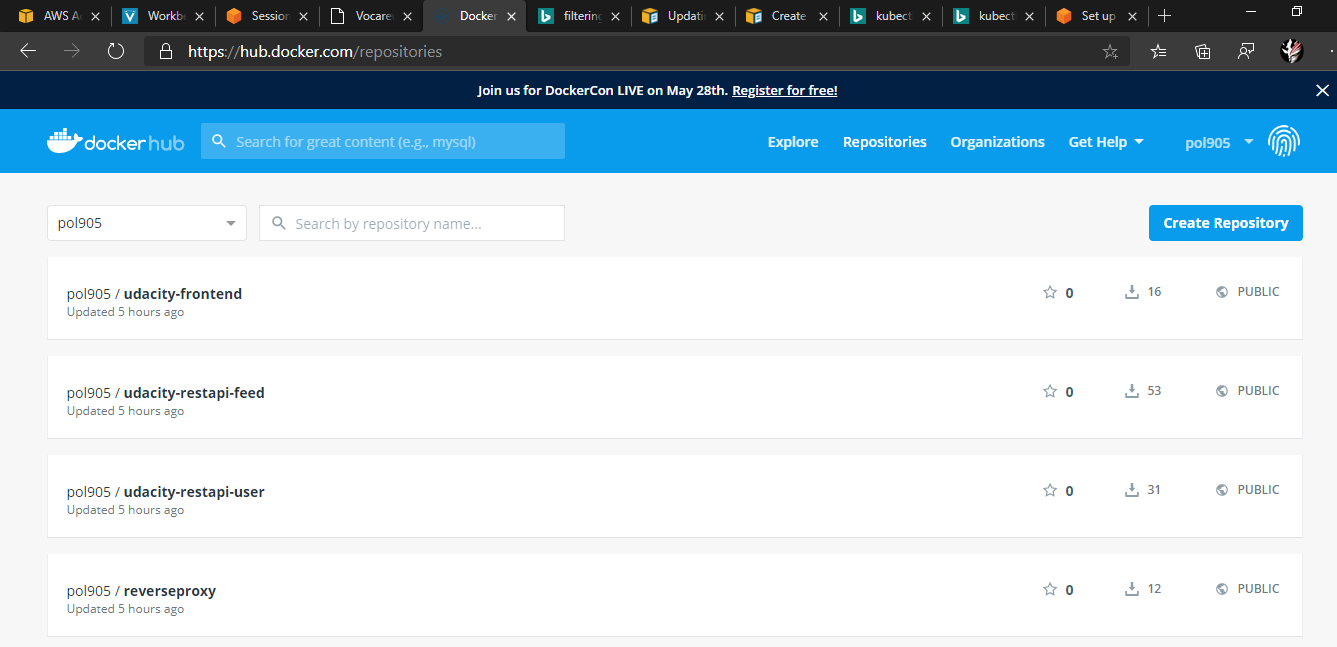 AWS A Workb Session Vocare Docker filtering Updati Create kubect kubect Set up
https://hub.docker.com/repositories
Join us for DockerCon LIVE on May 28th. Register for free!
docker hub Search for great content (e.g., mysql) Explore Repositories Organizations Get Help pol905
pol905 Search by repository name... Create Repository
pol905 / udacity-frontend 0 16 PUBLIC
Updated 5 hours ago
pol905 / udacity-restapi-feed 0 53 PUBLIC
Updated 5 hours ago
pol905 / udacity-restapi-user 0 31 PUBLIC
Updated 5 hours ago
pol905 / reverseproxy 0 12 PUBLIC
Updated 5 hours ago